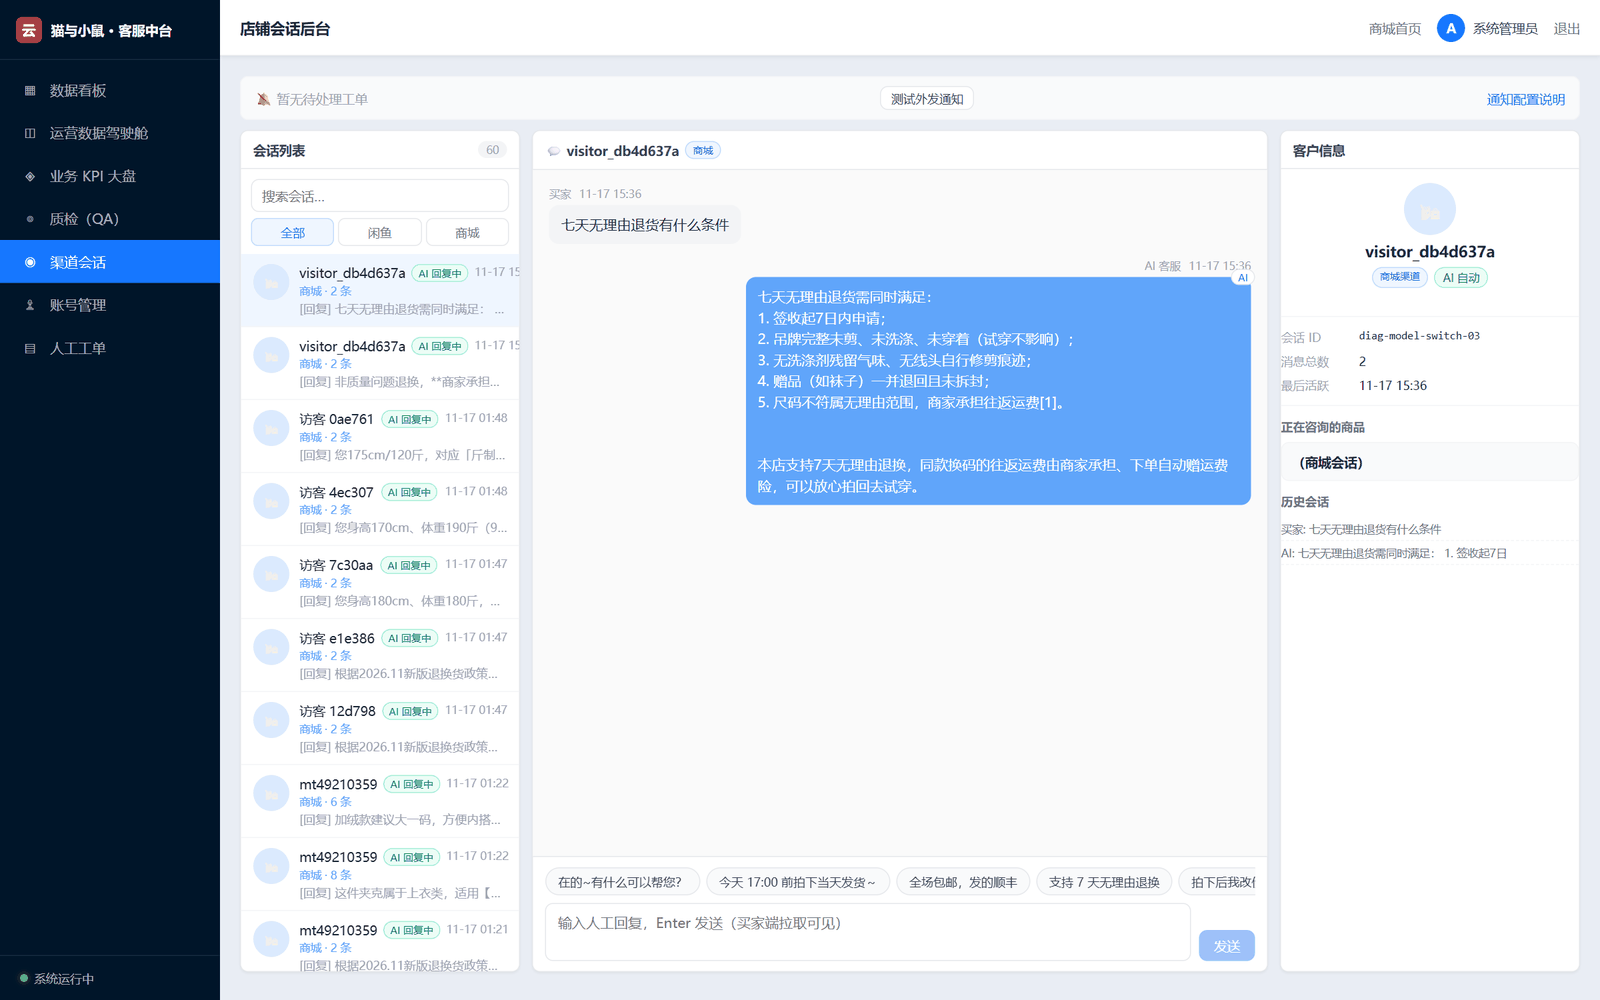 云 猫与小鼠·客服中台
数据看板
运营数据驾驶舱
业务 KPI 大盘
质检（QA）
渠道会话
账号管理
人工工单
系统运行中
店铺会话后台
商城首页 A 系统管理员 退出
暂无待处理工单
测试外发通知
通知配置说明
会话列表 60
搜索会话...
全部 闲鱼 商城
visitor_db4d637a AI 回复中 11-17 15
商城 · 2 条
[回复] 七天无理由退货需同时满足： ...
visitor_db4d637a AI 回复中 11-17 15
商城 · 2 条
[回复] 非质量问题退换，**商家承担...
访客 0ae761 AI 回复中 11-17 01:48
商城 · 2 条
[回复] 您175cm/120斤，对应「斤制...
访客 4ec307 AI 回复中 11-17 01:48
商城 · 2 条
[回复] 您身高170cm、体重190斤（9...
访客 7c30aa AI 回复中 11-17 01:47
商城 · 2 条
[回复] 您身高180cm、体重180斤，...
访客 e1e386 AI 回复中 11-17 01:47
商城 · 2 条
[回复] 根据2026.11新版退换货政策...
访客 12d798 AI 回复中 11-17 01:47
商城 · 2 条
[回复] 根据2026.11新版退换货政策...
mt49210359 AI 回复中 11-17 01:22
商城 · 6 条
[回复] 加绒款建议大一码，方便内搭...
mt49210359 AI 回复中 11-17 01:22
商城 · 8 条
[回复] 这件夹克属于上衣类，适用【...
mt49210359 AI 回复中 11-17 01:21
商城 · 2 条
[回复] 根据2026.11新版退换货政策...
visitor_db4d637a 商城
买家 11-17 15:36
七天无理由退货有什么条件
AI 客服 11-17 15:36
AI
七天无理由退货需同时满足：
1. 签收起7日内申请；
2. 吊牌完整未剪、未洗涤、未穿着（试穿不影响）；
3. 无洗涤剂残留气味、无线头自行修剪痕迹；
4. 赠品（如袜子）一并退回且未拆封；
5. 尺码不符属无理由范围，商家承担往返运费[1]。
本店支持7天无理由退换，同款换码的往返运费由商家承担、下单自动赠运费
险，可以放心拍回去试穿。
在的~有什么可以帮您？ 今天 17:00 前拍下当天发货~ 全场包邮，发的顺丰 支持 7 天无理由退换 拍下后我改价
输入人工回复，Enter 发送（买家端拉取可见）
发送
客户信息
visitor_db4d637a
商城渠道 AI 自动
会话 ID diag-model-switch-03
消息总数 2
最后活跃 11-17 15:36
正在咨询的商品
（商城会话）
历史会话
买家: 七天无理由退货有什么条件
AI: 七天无理由退货需同时满足： 1. 签收起7日